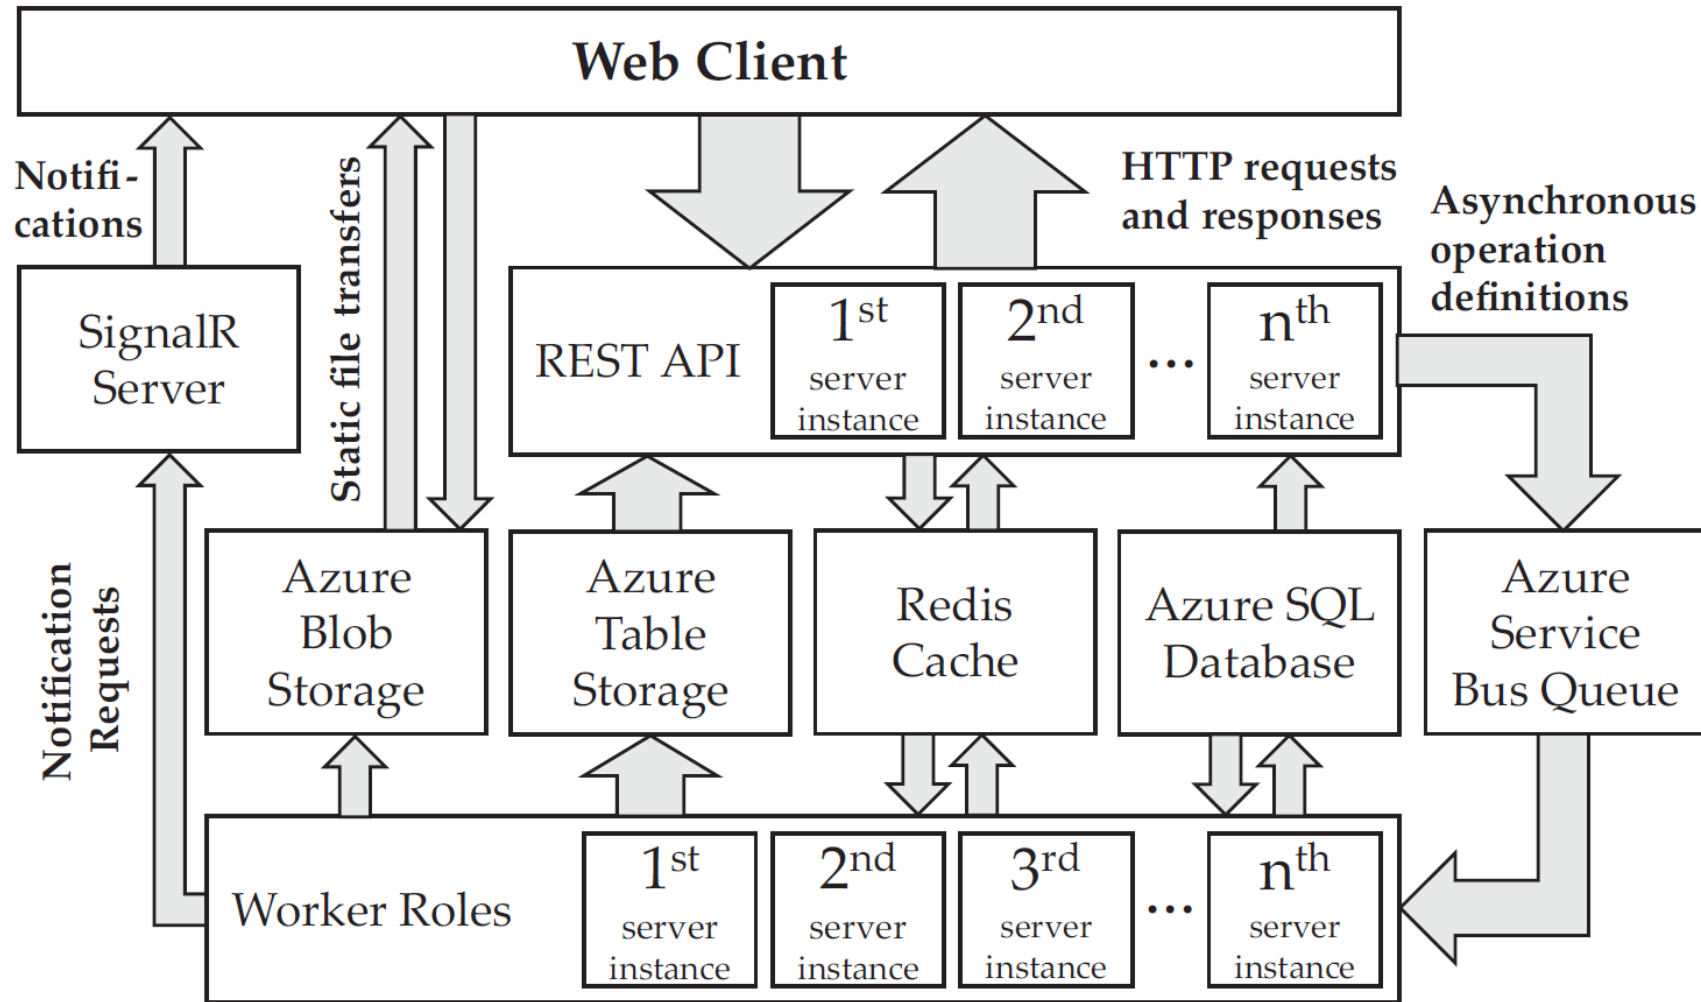 Web Client
Notifi-
cations
Static file transfers
HTTP requests
and responses
Asynchronous
operation
definitions
SignalR
Server
REST API
1st
server
instance
2nd
server
instance
...
nth
server
instance
Notification
Requests
Azure
Blob
Storage
Azure
Table
Storage
Redis
Cache
Azure SQL
Database
Azure
Service
Bus Queue
Worker Roles
1st
server
instance
2nd
server
instance
3rd
server
instance
...
nth
server
instance